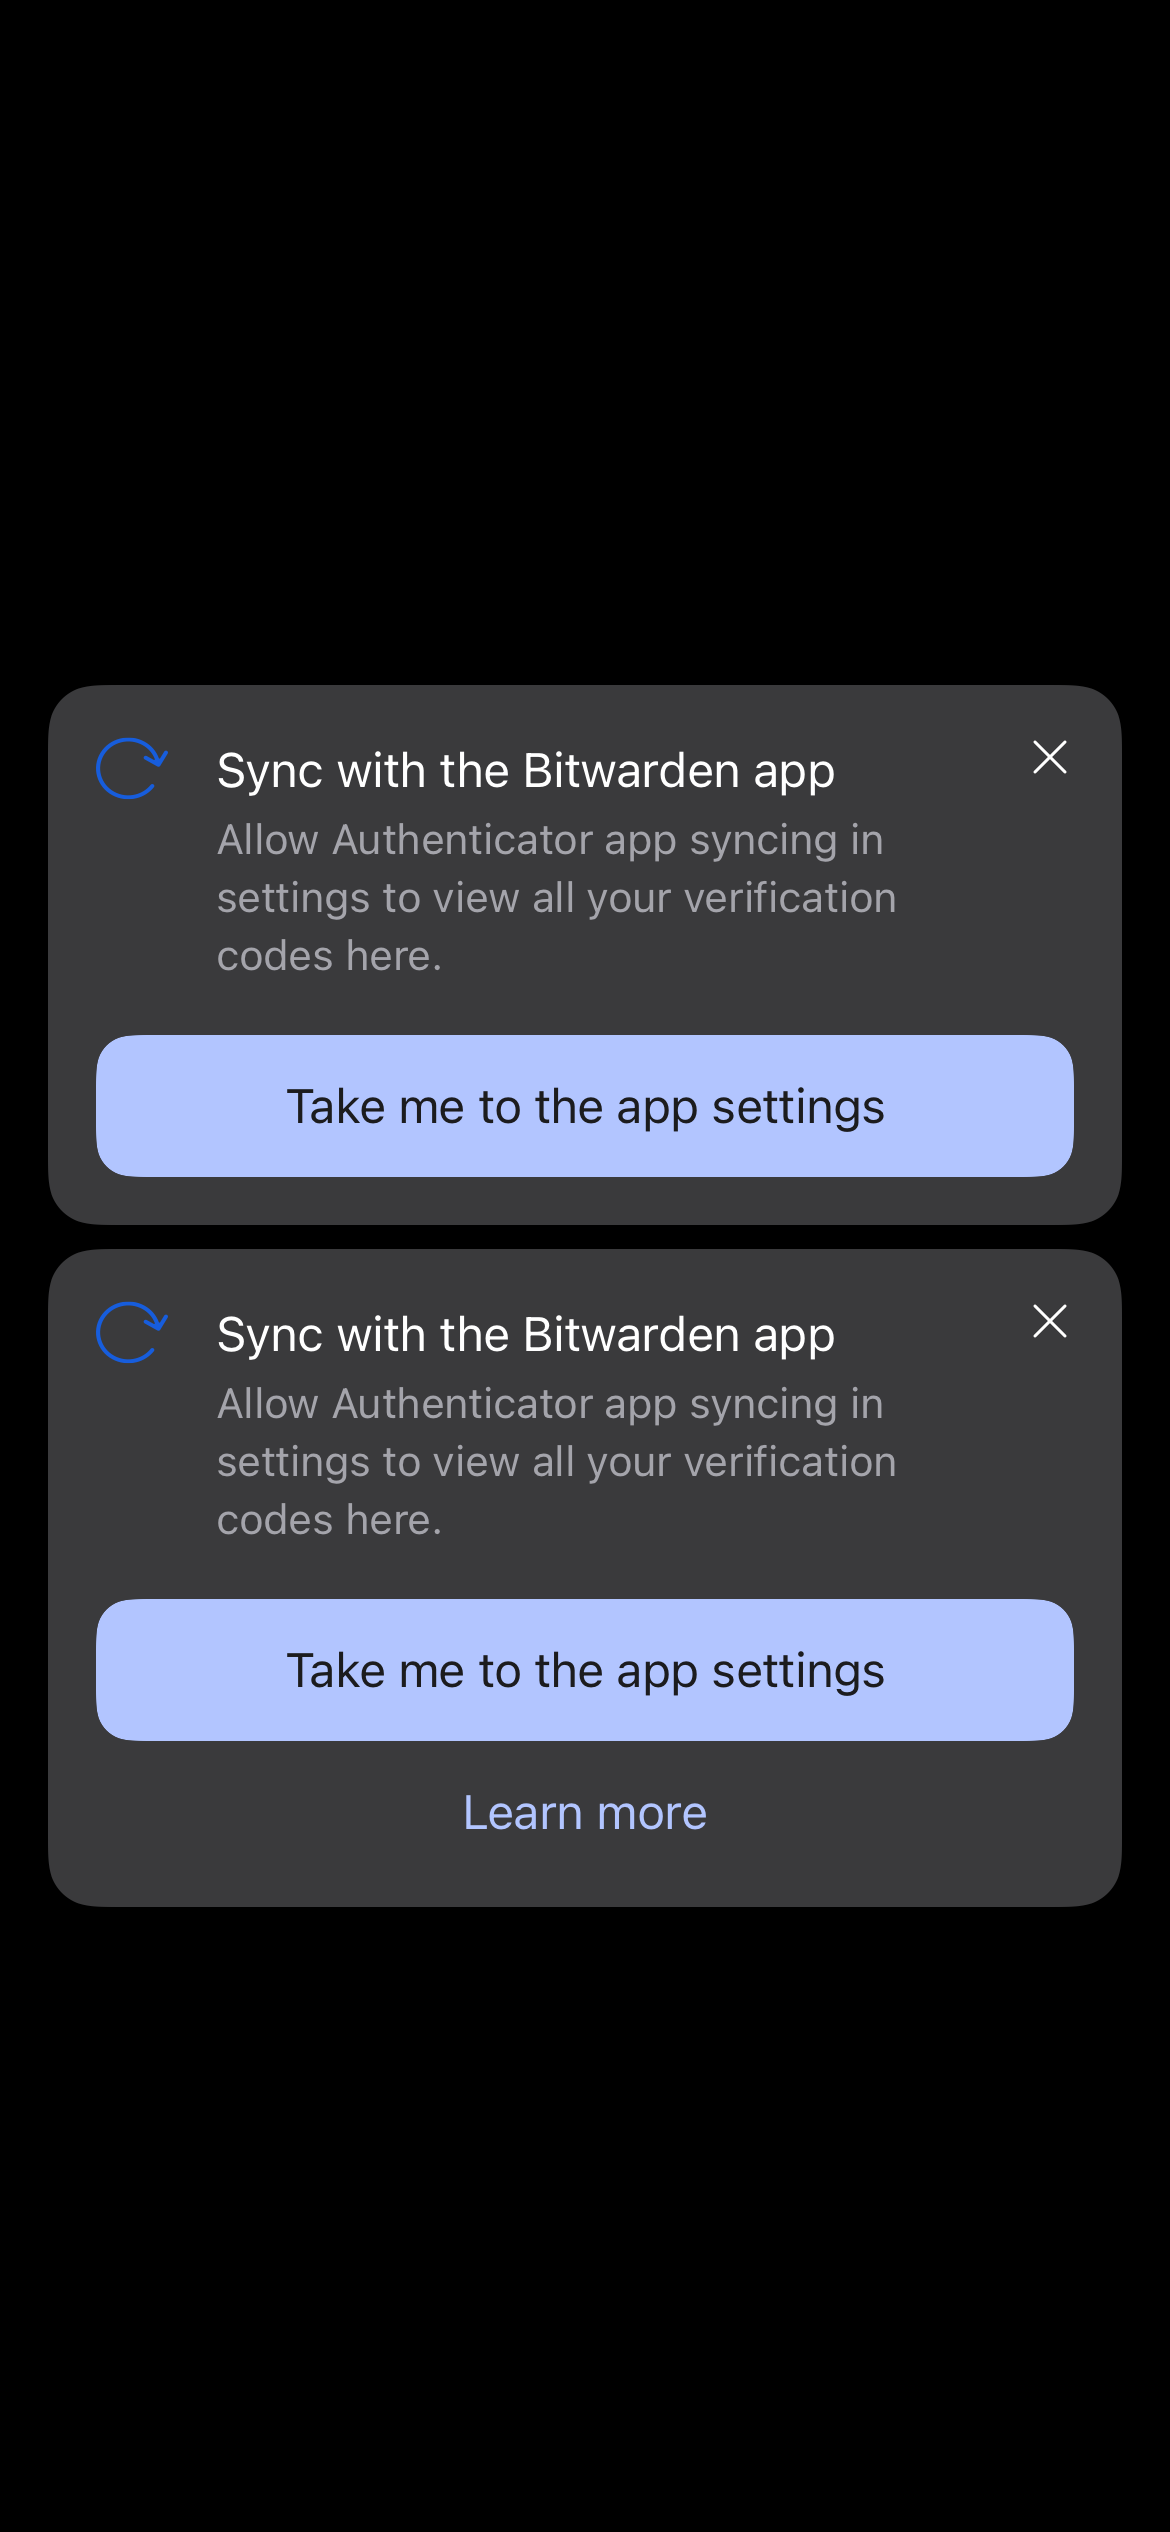 Sync with the Bitwarden app
Allow Authenticator app syncing in
settings to view all your verification
codes here.
Take me to the app settings
Sync with the Bitwarden app
Allow Authenticator app syncing in
settings to view all your verification
codes here.
Take me to the app settings
Learn more